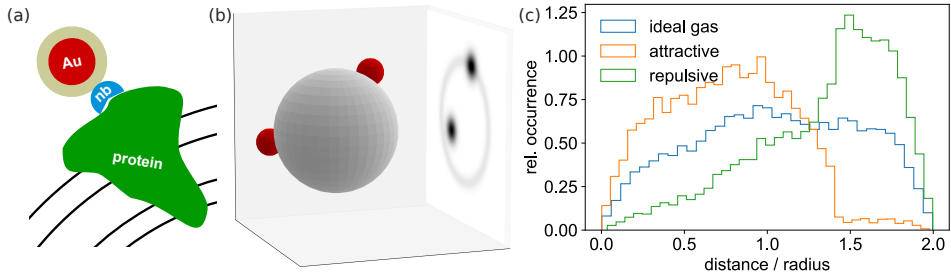 (a)
Au
nb
protein
(b)
(c)
rel. occurrence
1.25
1.00
0.75
0.50
0.25
0.00
ideal gas
attractive
repulsive
0.0 0.5 1.0 1.5 2.0
distance / radius